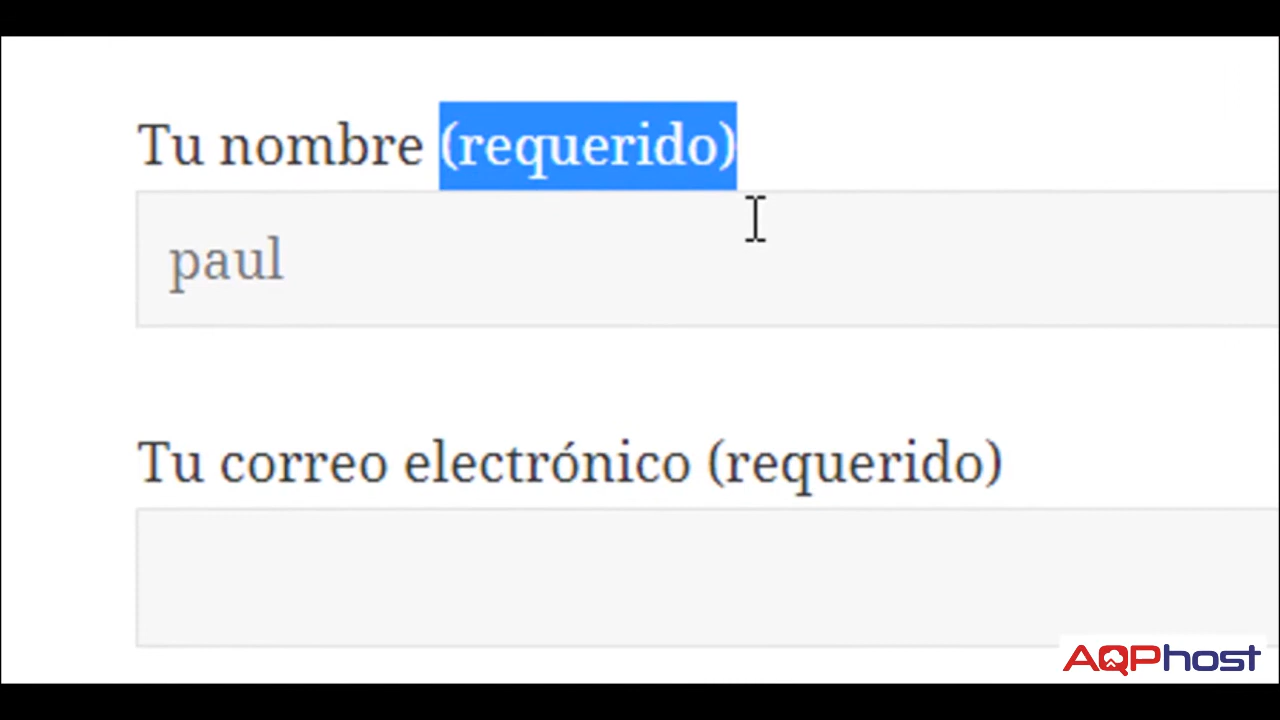 Tu nombre (requerido)
paul
Tu correo electrónico (requerido)
AQPhost